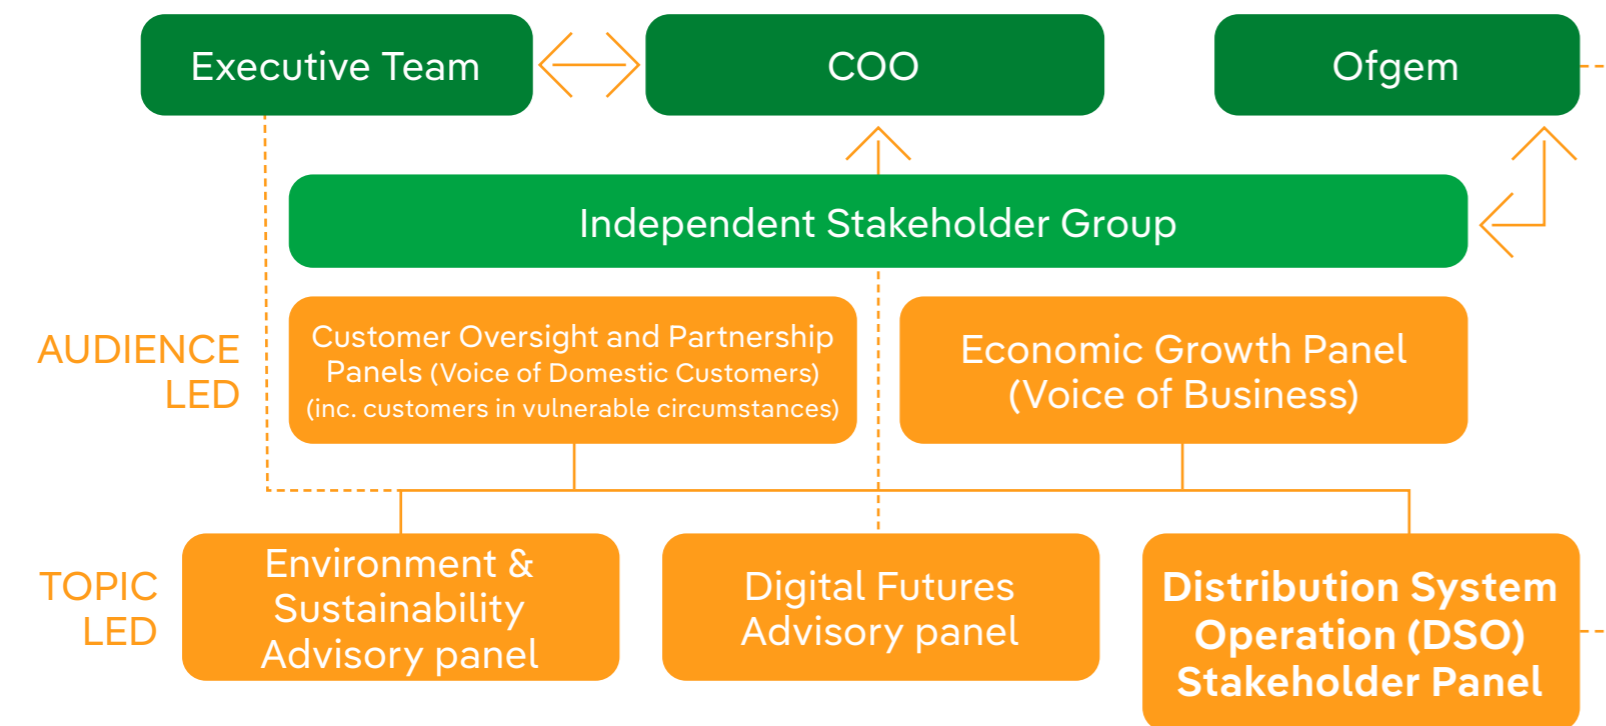 Executive Team
COO
Ofgem
Independent Stakeholder Group
AUDIENCE
LED
Customer Oversight and Partnership
Panels (Voice of Domestic Customers)
(inc. customers in vulnerable circumstances)
Economic Growth Panel
(Voice of Business)
TOPIC
LED
Environment &
Sustainability
Advisory panel
Digital Futures
Advisory panel
Distribution System
Operation (DSO)
Stakeholder Panel